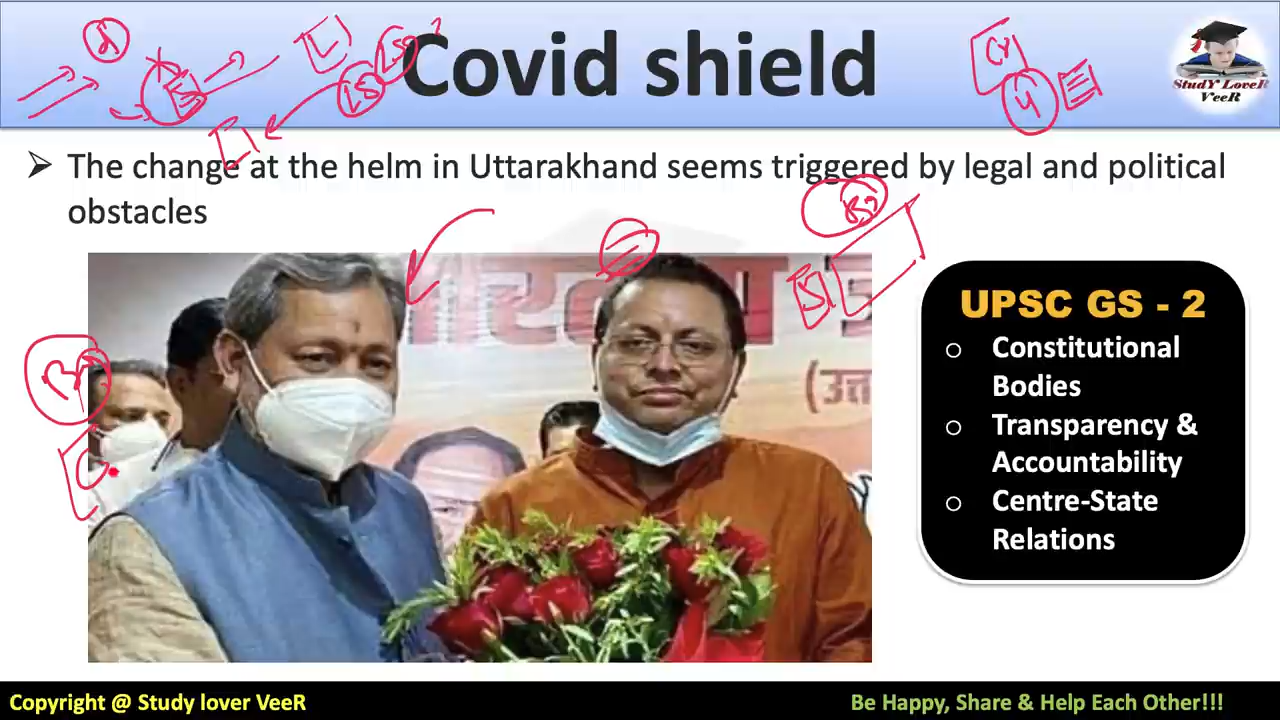 Covid shield
StudY LoveR
VeeR
➢ The change at the helm in Uttarakhand seems triggered by legal and political
obstacles
UPSC GS - 2
o Constitutional
Bodies
o Transparency &
Accountability
o Centre-State
Relations
Copyright @ Study lover VeeR
Be Happy, Share & Help Each Other!!!